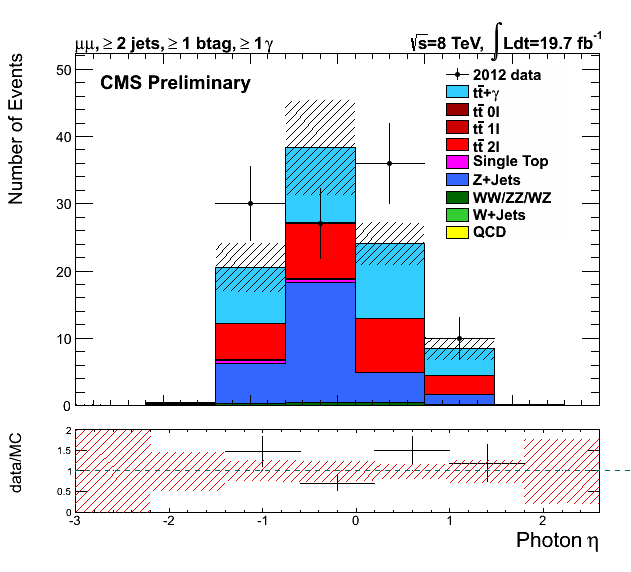 μμ, ≥ 2 jets, ≥ 1 btag, ≥ 1 γ
√s=8 TeV, ∫ Ldt=19.7 fb⁻¹
CMS Preliminary
2012 data
tt̄+γ
tt̄ 0l
tt̄ 1l
tt̄ 2l
Single Top
Z+Jets
WW/ZZ/WZ
W+Jets
QCD
Number of Events
50
40
30
20
10
0
data/MC
2
1.5
1
0.5
0
-3 -2 -1 0 1 2
Photon η